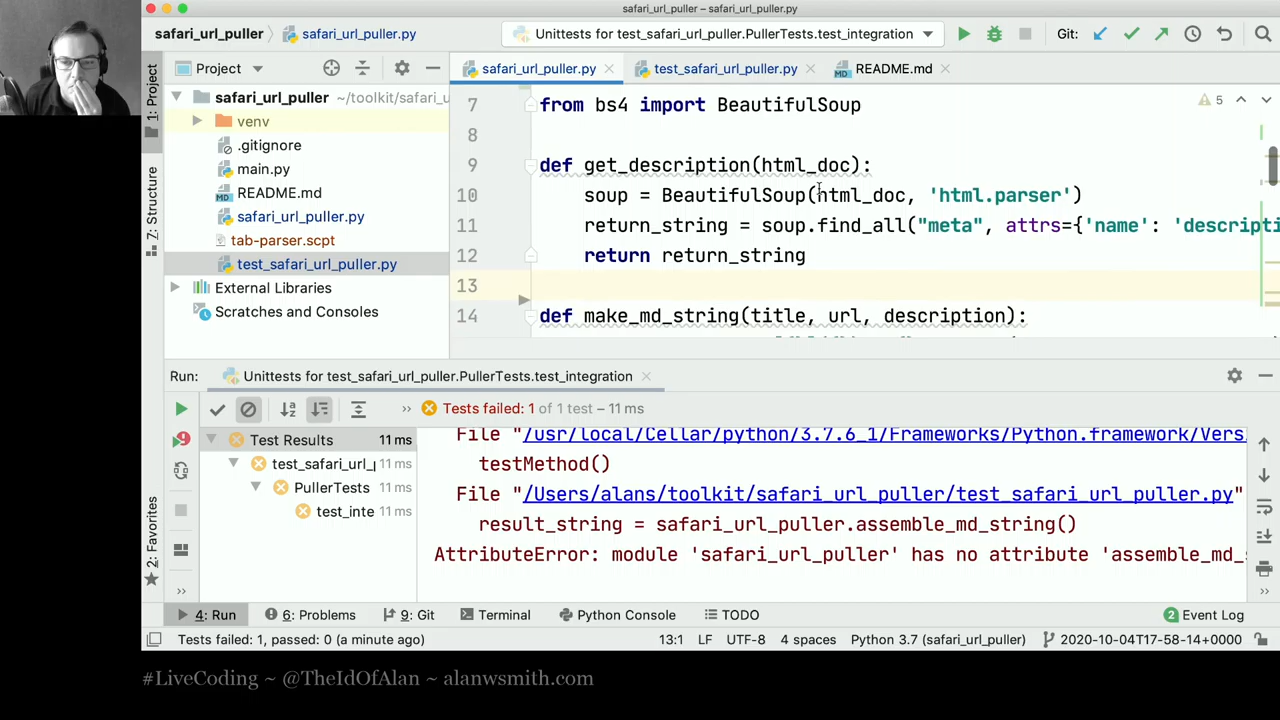 safari_url_puller – safari_url_puller.py
safari_url_puller
safari_url_puller.py
Unittests for test_safari_url_puller.PullerTests.test_integration
Git:
1: Project
Project
safari_url_puller.py
test_safari_url_puller.py
README.md
safari_url_puller ~/toolkit/safari_u
venv
.gitignore
main.py
README.md
safari_url_puller.py
tab-parser.scpt
test_safari_url_puller.py
External Libraries
Scratches and Consoles
Z: Structure
5
7 from bs4 import BeautifulSoup
8
9 def get_description(html_doc):
10 soup = BeautifulSoup(html_doc, 'html.parser')
11 return_string = soup.find_all("meta", attrs={'name': 'descripti
12 return return_string
13
14 def make_md_string(title, url, description):
Run: Unittests for test_safari_url_puller.PullerTests.test_integration
Tests failed: 1 of 1 test – 11 ms
Test Results 11 ms
test_safari_url_ 11 ms
PullerTests 11 ms
test_inte 11 ms
File "/usr/local/Cellar/python/3.7.6_1/Frameworks/Python.framework/Vers
testMethod()
File "/Users/alans/toolkit/safari_url_puller/test_safari_url_puller.py"
result_string = safari_url_puller.assemble_md_string()
AttributeError: module 'safari_url_puller' has no attribute 'assemble_md_
2: Favorites
4: Run
6: Problems
9: Git
Terminal
Python Console
TODO
2 Event Log
Tests failed: 1, passed: 0 (a minute ago)
13:1
LF
UTF-8
4 spaces
Python 3.7 (safari_url_puller)
2020-10-04T17-58-14+0000
#LiveCoding ~ @TheIdOfAlan ~ alanwsmith.com